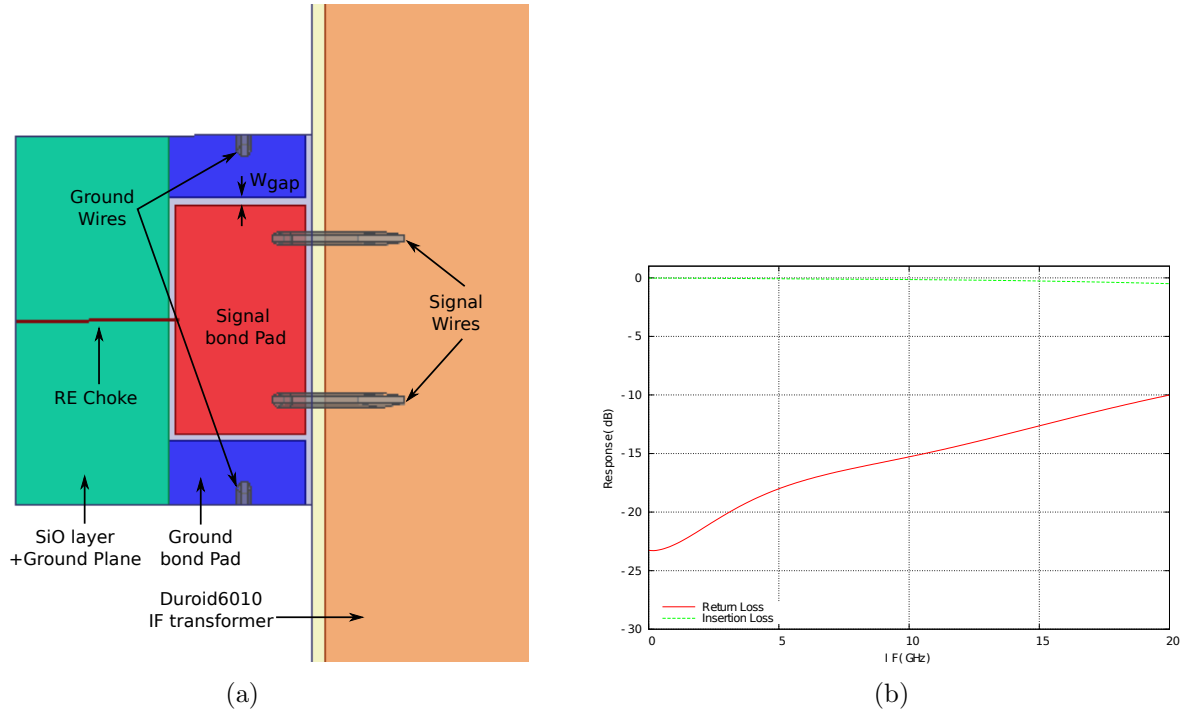 Ground
Wires
Wgap
Signal
bond Pad
Signal
Wires
RE Choke
SiO layer
+Ground Plane
Ground
bond Pad
Duroid6010
IF transformer
(a)
0
-5
-10
-15
-20
-25
-30
Response(dB)
Return Loss
Insertion Loss
0
5
10
15
20
IF(GHz)
(b)